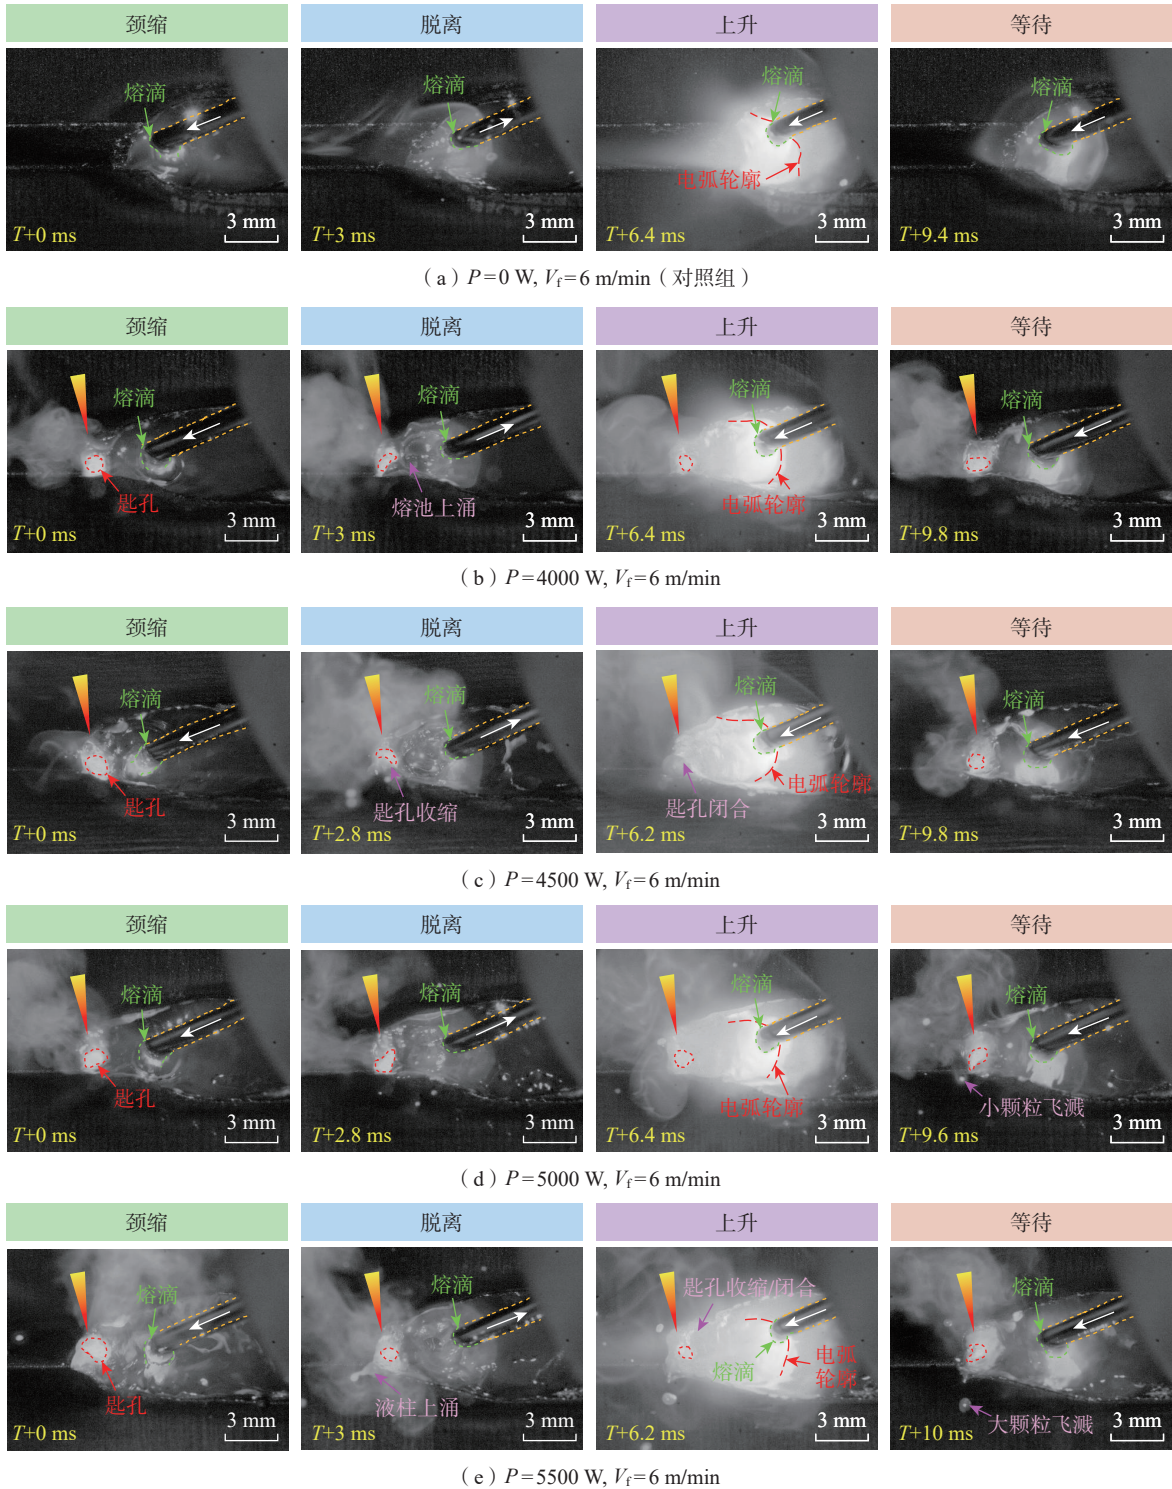 颈缩 脱离 上升 等待
熔滴 熔滴 熔滴 熔滴
电弧轮廓
3 mm 3 mm 3 mm 3 mm
T+0 ms T+3 ms T+6.4 ms T+9.4 ms
（a）P=0 W, Vf=6 m/min（对照组）
颈缩 脱离 上升 等待
熔滴 熔滴 熔滴 熔滴
匙孔 熔池上涌 电弧轮廓
3 mm 3 mm 3 mm 3 mm
T+0 ms T+3 ms T+6.4 ms T+9.8 ms
（b）P=4000 W, Vf=6 m/min
颈缩 脱离 上升 等待
熔滴 熔滴 熔滴 熔滴
电弧轮廓
匙孔 匙孔收缩 匙孔闭合
3 mm 3 mm 3 mm 3 mm
T+0 ms T+2.8 ms T+6.2 ms T+9.8 ms
（c）P=4500 W, Vf=6 m/min
颈缩 脱离 上升 等待
熔滴 熔滴 熔滴 熔滴
匙孔 电弧轮廓 小颗粒飞溅
3 mm 3 mm 3 mm 3 mm
T+0 ms T+2.8 ms T+6.4 ms T+9.6 ms
（d）P=5000 W, Vf=6 m/min
颈缩 脱离 上升 等待
匙孔收缩/闭合
熔滴 熔滴 熔滴
熔滴 电弧
轮廓
匙孔 液柱上涌 大颗粒飞溅
3 mm 3 mm 3 mm 3 mm
T+0 ms T+3 ms T+6.2 ms T+10 ms
（e）P=5500 W, Vf=6 m/min